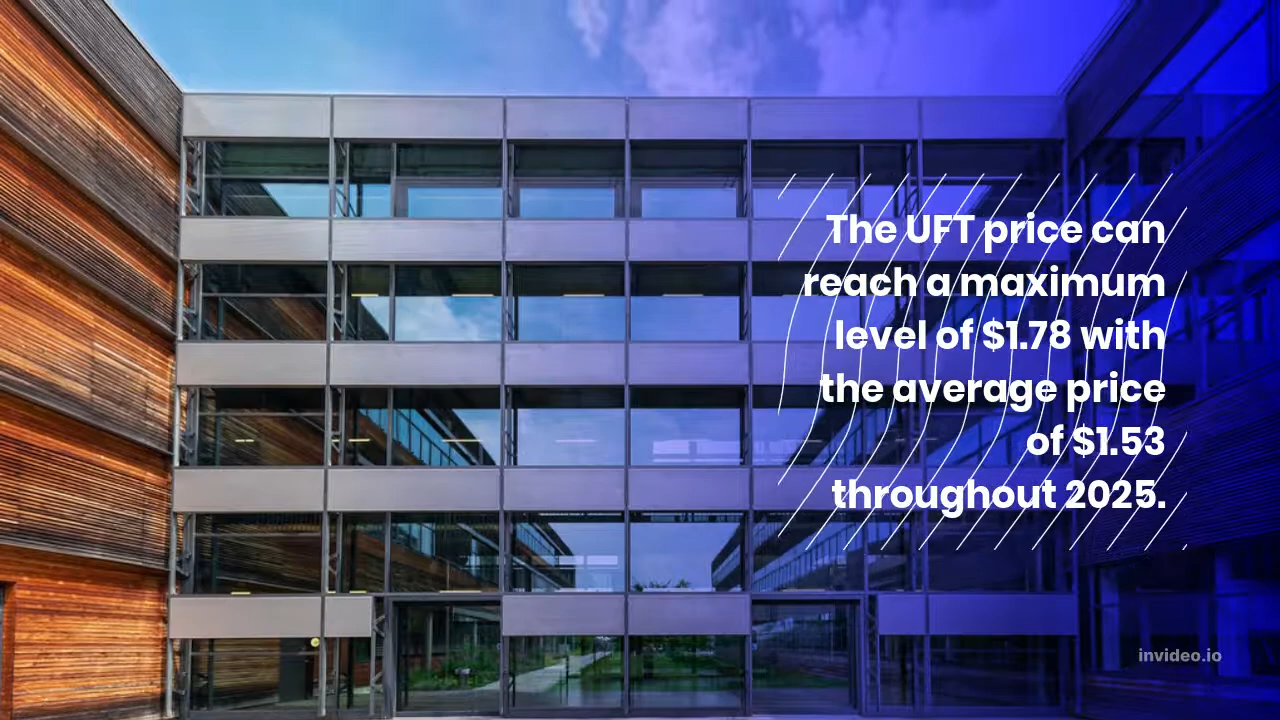 The UFT price can
reach a maximum
level of $1.78 with
the average price
of $1.53
throughout 2025.
invideo.io